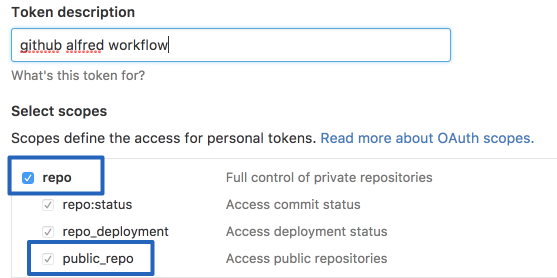 Token description
github alfred workflow
What's this token for?
Select scopes
Scopes define the access for personal tokens. Read more about OAuth scopes.
repo Full control of private repositories
repo:status Access commit status
repo_deployment Access deployment status
public_repo Access public repositories